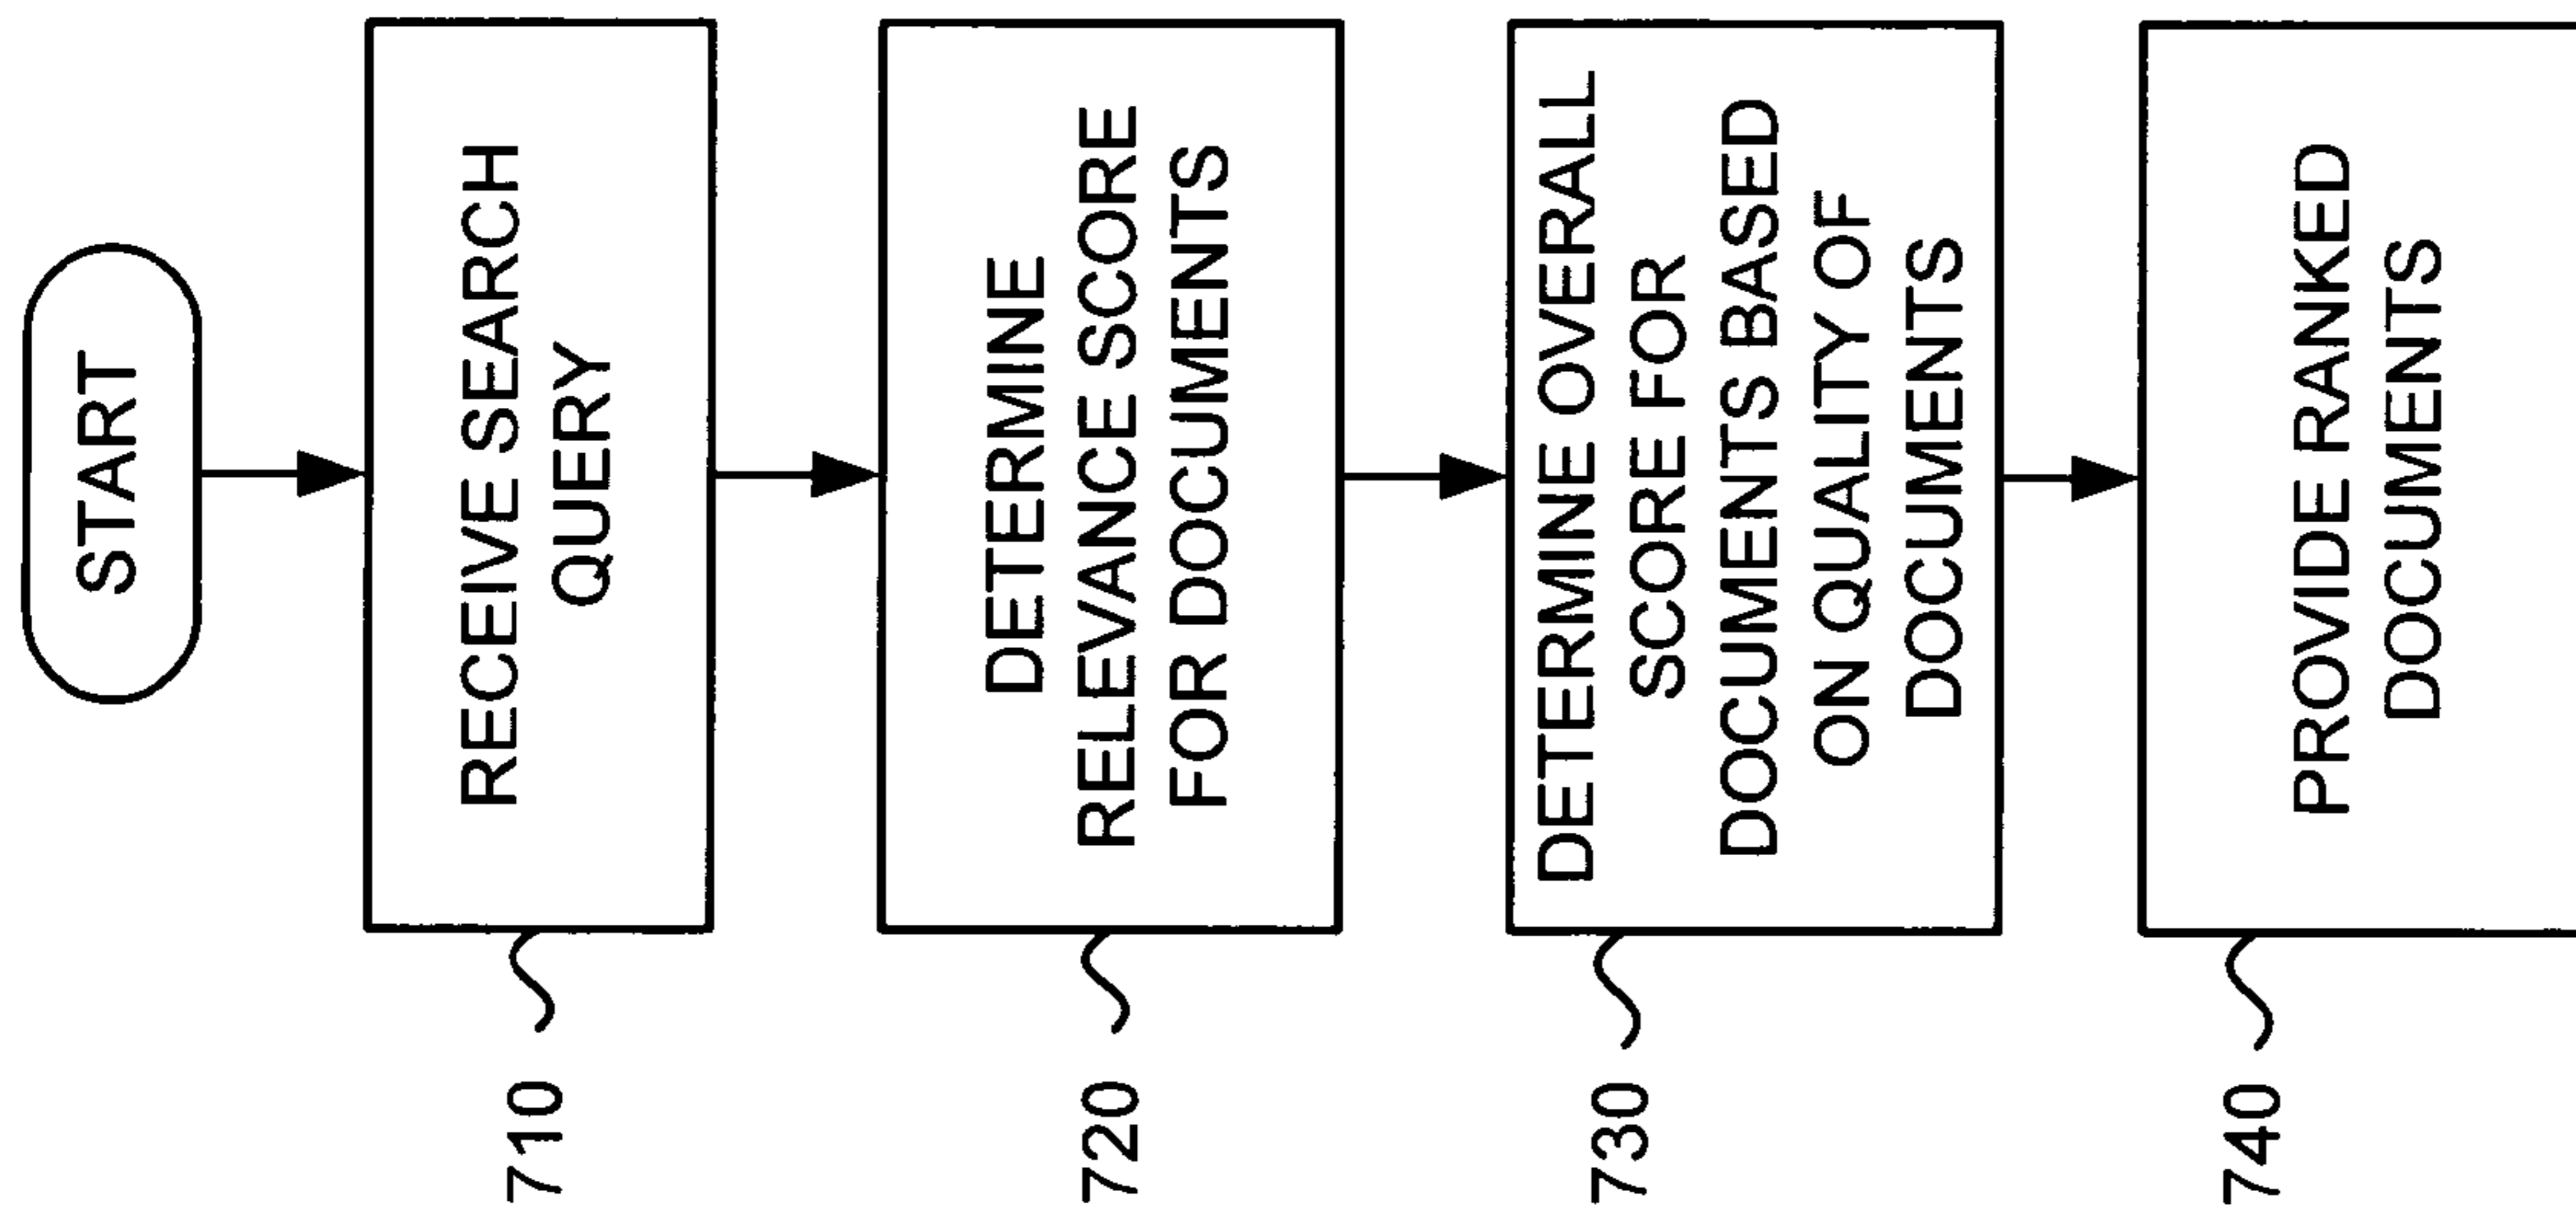 START
710
RECEIVE SEARCH
QUERY
720
DETERMINE
RELEVANCE SCORE
FOR DOCUMENTS
730
DETERMINE OVERALL
SCORE FOR
DOCUMENTS BASED
ON QUALITY OF
DOCUMENTS
740
PROVIDE RANKED
DOCUMENTS